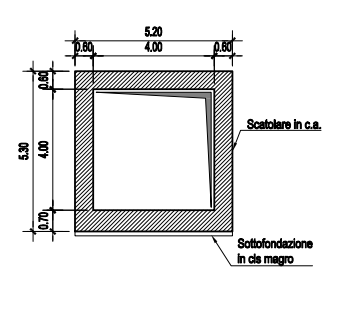 5.20
0.60 4.00 0.60
0.60
5.30
4.00
0.70
Scatolare in c.a.
Sottofondazione
in cls magro